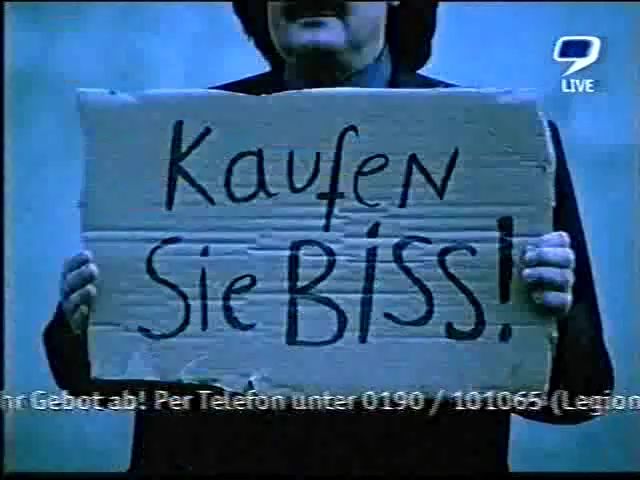 9
LIVE
Kaufen
Sie BISS!
hr Gebot ab! Per Telefon unter 0190 / 101065 (Legion